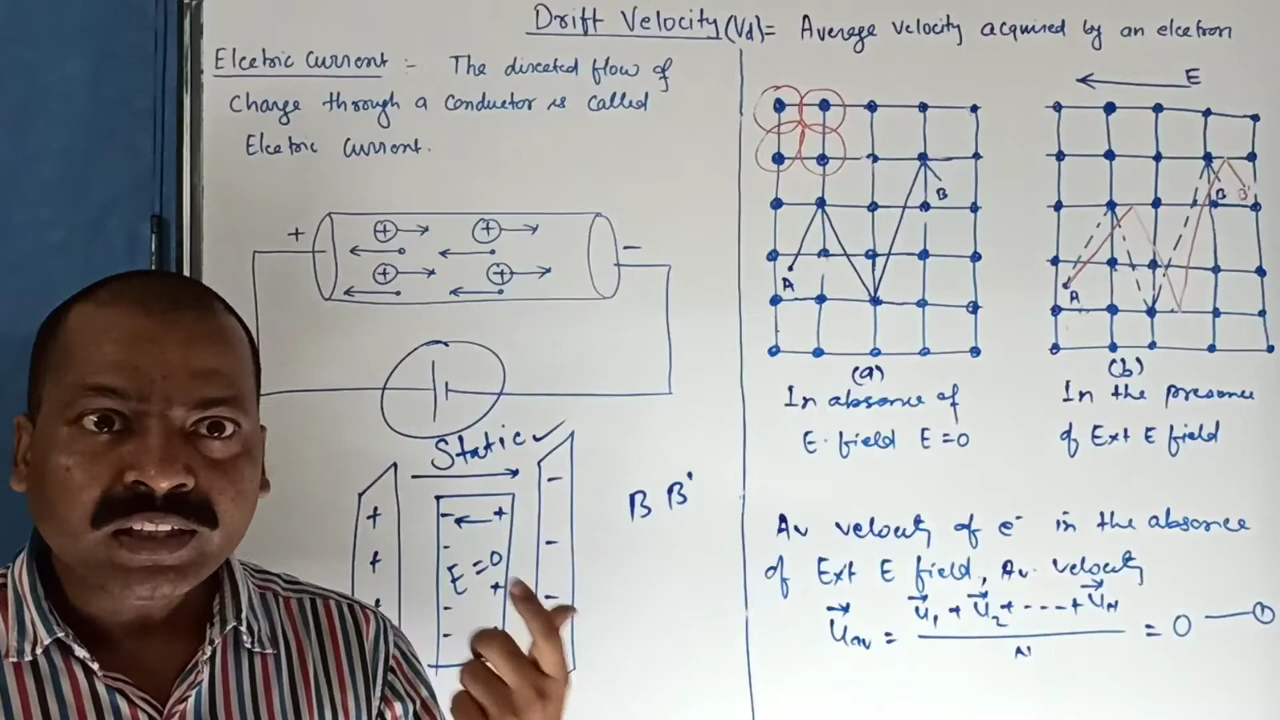 Drift Velocity (Vd) = Average velocity acquired by an electron
Electric Current :- The directed flow of
Charge through a conductor is called
Electric Current.
+ −
+ +
+ +
Static ✓
+ − + −
+ − −
E = 0
+ −
− −
B B'
A B
(a)
In absence of
E. field E = 0
E
A B B'
(b)
In the presence
of Ext E field
Av velocity of e⁻ in the absence
of Ext E field, Av. velocity
u⃗av = (u⃗1 + u⃗2 + ---- + u⃗N) / N = 0 — ①